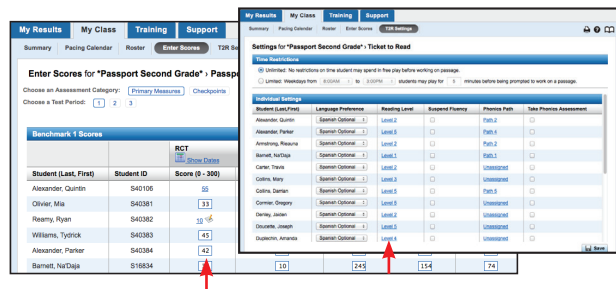 My Results My Class Training Support
Summary Pacing Calendar Roster Enter Scores T2R Se
Enter Scores for *Passport Second Grade* › Passpo
Choose an Assessment Category: Primary Measures Checkpoints
Choose a Test Period: 1 2 3
Benchmark 1 Scores
RCT
Show Dates
Student (Last, First) Student ID Score (0 - 300)
Alexander, Quintin S40106 55
Olivier, Mia S40381 33
Reamy, Ryan S40382 10
Williams, Tydrick S40383 45
Alexander, Parker S40384 42
Barnett, Na'Daja S16834 10 245 154 74
My Results My Class Training Support
Summary Pacing Calendar Roster Enter Scores T2R Settings
Settings for *Passport Second Grade* › Ticket to Read
Time Restrictions
Unlimited: No restrictions on time student may spend in free play before working on passage.
Limited: Weekdays from 8:00AM to 3:00PM students may play for 5 minutes before being prompted to work on a passage.
Individual Settings
Student (Last,First) Language Preference Reading Level Suspend Fluency Phonics Path Take Phonics Assessment
Alexander, Quintin Spanish Optional Level 2 Path 2
Alexander, Parker Spanish Optional Level 5 Path 4
Armstrong, Rieauna Spanish Optional Level 2 Path 2
Barnett, Na'Daja Spanish Optional Level 1 Path 1
Carter, Travis Spanish Optional Level 2 Unassigned
Collins, Mary Spanish Optional Level 3 Unassigned
Collins, Damian Spanish Optional Level 5 Path 5
Cormier, Gregory Spanish Optional Level 5 Unassigned
Denley, Jaiden Spanish Optional Level 2 Unassigned
Doucette, Joseph Spanish Optional Level 5 Unassigned
Duplechin, Amanda Spanish Optional Level 4 Unassigned
Save